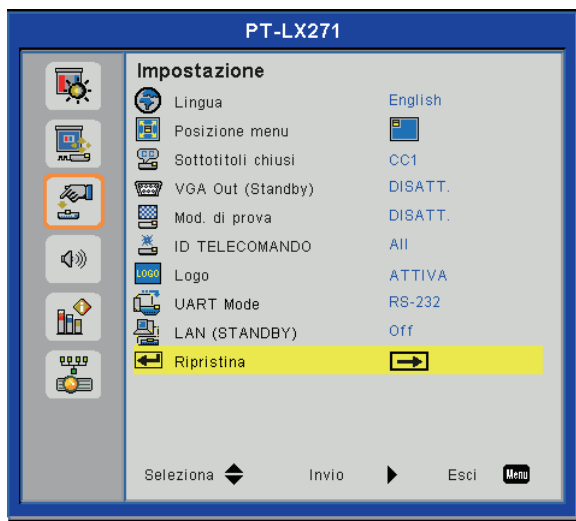 PT-LX271
Impostazione
Lingua English
Posizione menu
Sottotitoli chiusi CC1
VGA Out (Standby) DISATT.
Mod. di prova DISATT.
ID TELECOMANDO All
LOGO Logo ATTIVA
UART Mode RS-232
LAN (STANDBY) Off
Ripristina
Seleziona Invio Esci Menu